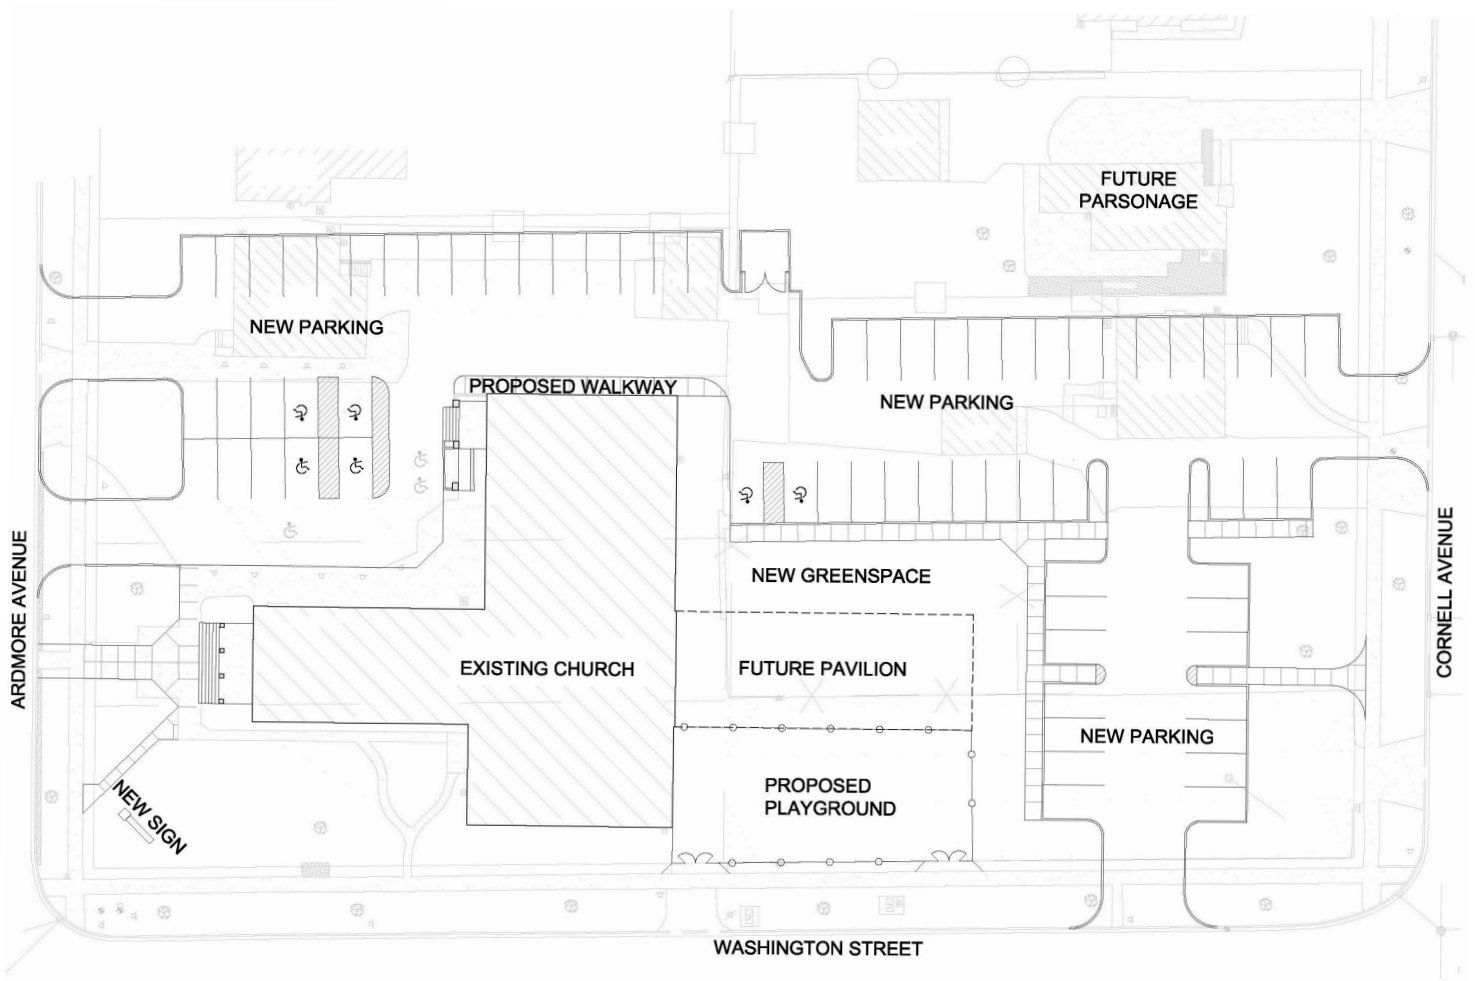 FUTURE
PARSONAGE
NEW PARKING
PROPOSED WALKWAY
NEW PARKING
ARDMORE AVENUE
CORNELL AVENUE
NEW GREENSPACE
EXISTING CHURCH
FUTURE PAVILION
NEW PARKING
PROPOSED
PLAYGROUND
NEW SIGN
WASHINGTON STREET